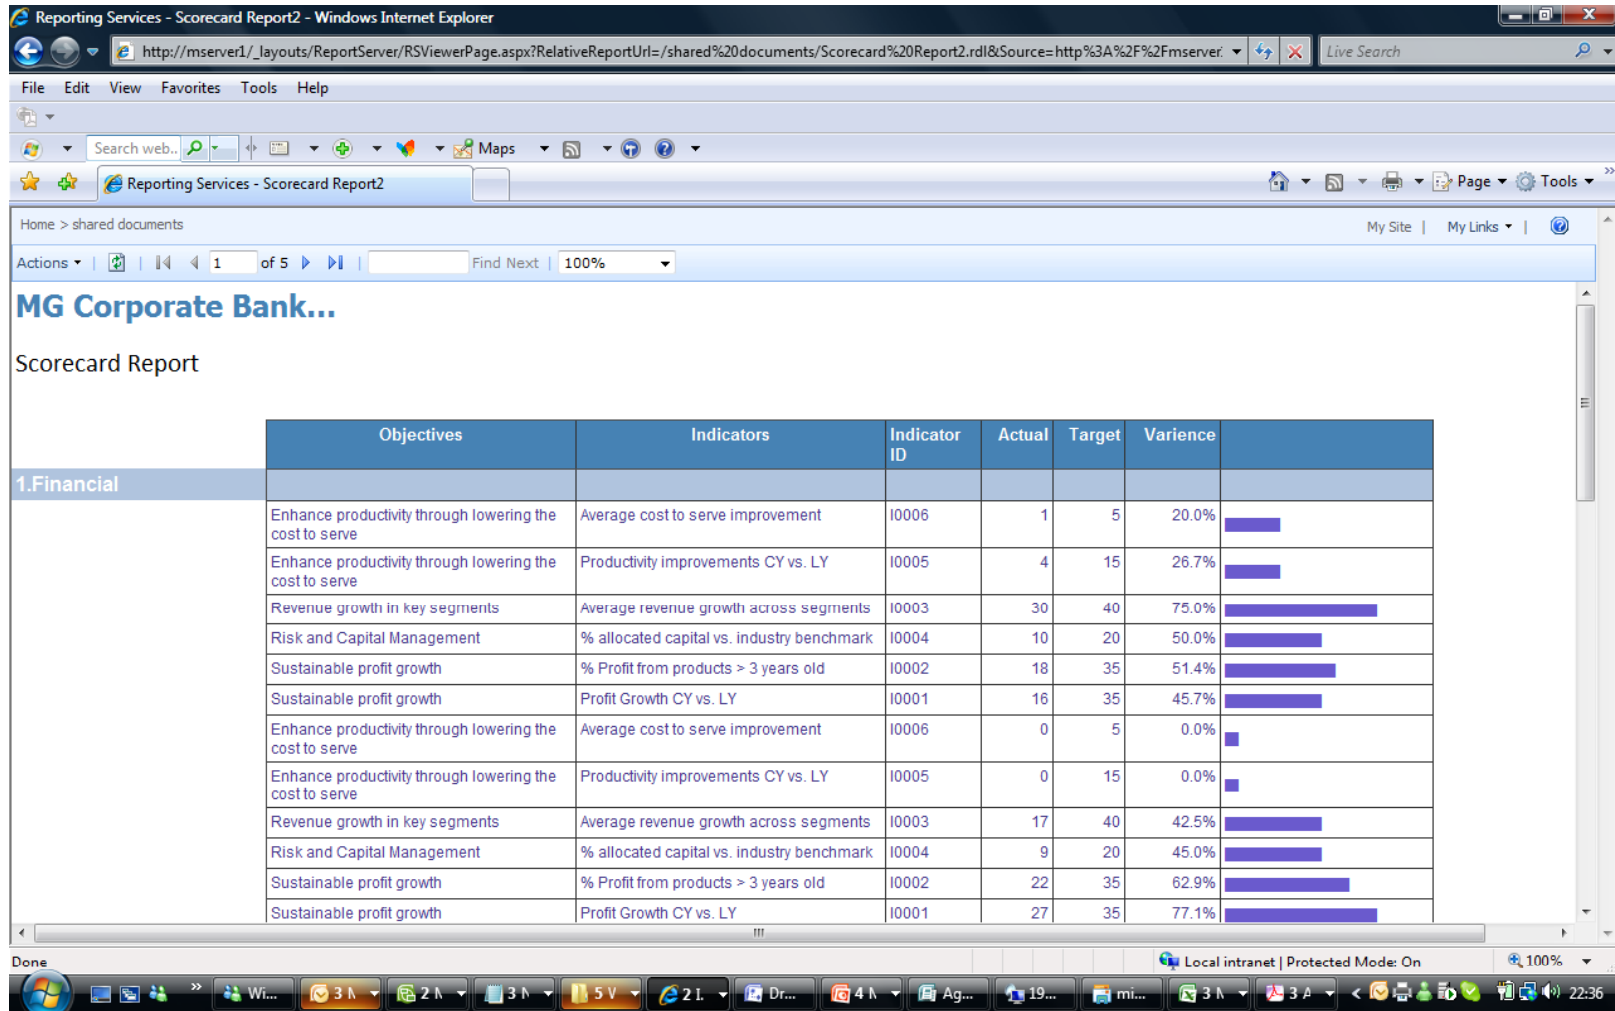 Reporting Services - Scorecard Report2 - Windows Internet Explorer
http://mserver1/_layouts/ReportServer/RSViewerPage.aspx?RelativeReportUrl=/shared%20documents/Scorecard%20Report2.rdl&Source=http%3A%2F%2Fmserver
Live Search
File Edit View Favorites Tools Help
Search web.. Maps
Reporting Services - Scorecard Report2 Page Tools
Home > shared documents My Site | My Links |
Actions | | 1 of 5 | Find Next | 100%
MG Corporate Bank...
Scorecard Report
Objectives Indicators Indicator ID Actual Target Varience
1.Financial
Enhance productivity through lowering the cost to serve Average cost to serve improvement I0006 1 5 20.0%
Enhance productivity through lowering the cost to serve Productivity improvements CY vs. LY I0005 4 15 26.7%
Revenue growth in key segments Average revenue growth across segments I0003 30 40 75.0%
Risk and Capital Management % allocated capital vs. industry benchmark I0004 10 20 50.0%
Sustainable profit growth % Profit from products > 3 years old I0002 18 35 51.4%
Sustainable profit growth Profit Growth CY vs. LY I0001 16 35 45.7%
Enhance productivity through lowering the cost to serve Average cost to serve improvement I0006 0 5 0.0%
Enhance productivity through lowering the cost to serve Productivity improvements CY vs. LY I0005 0 15 0.0%
Revenue growth in key segments Average revenue growth across segments I0003 17 40 42.5%
Risk and Capital Management % allocated capital vs. industry benchmark I0004 9 20 45.0%
Sustainable profit growth % Profit from products > 3 years old I0002 22 35 62.9%
Sustainable profit growth Profit Growth CY vs. LY I0001 27 35 77.1%
Done Local intranet | Protected Mode: On 100%
Wi... 3 2 3 5 2 Dr... 4 Ag... 19... mi... 3 3 22:36